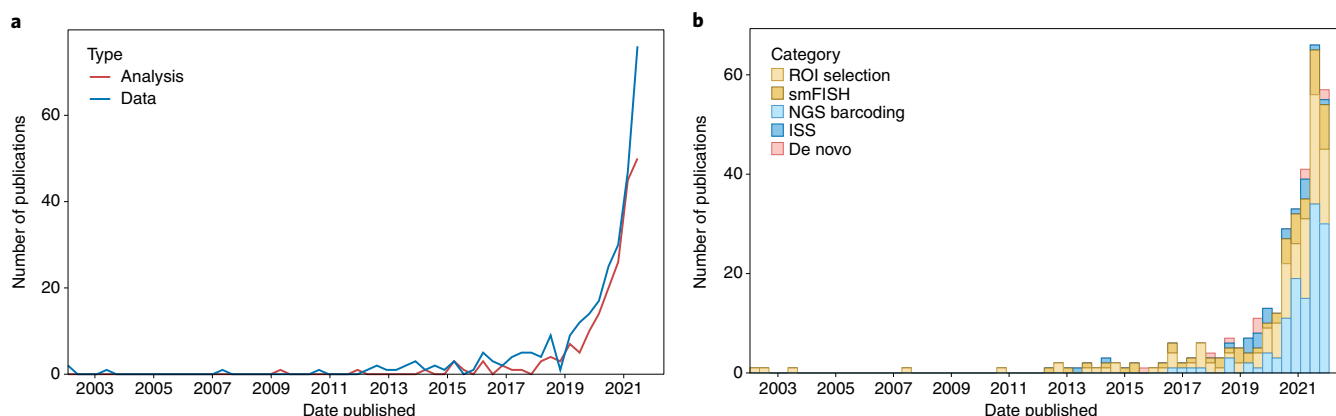 a
Type
Analysis
Data
Number of publications
60
40
20
0
2003 2005 2007 2009 2011 2013 2015 2017 2019 2021
Date published
b
Category
ROI selection
smFISH
NGS barcoding
ISS
De novo
Number of publications
60
40
20
0
2003 2005 2007 2009 2011 2013 2015 2017 2019 2021
Date published